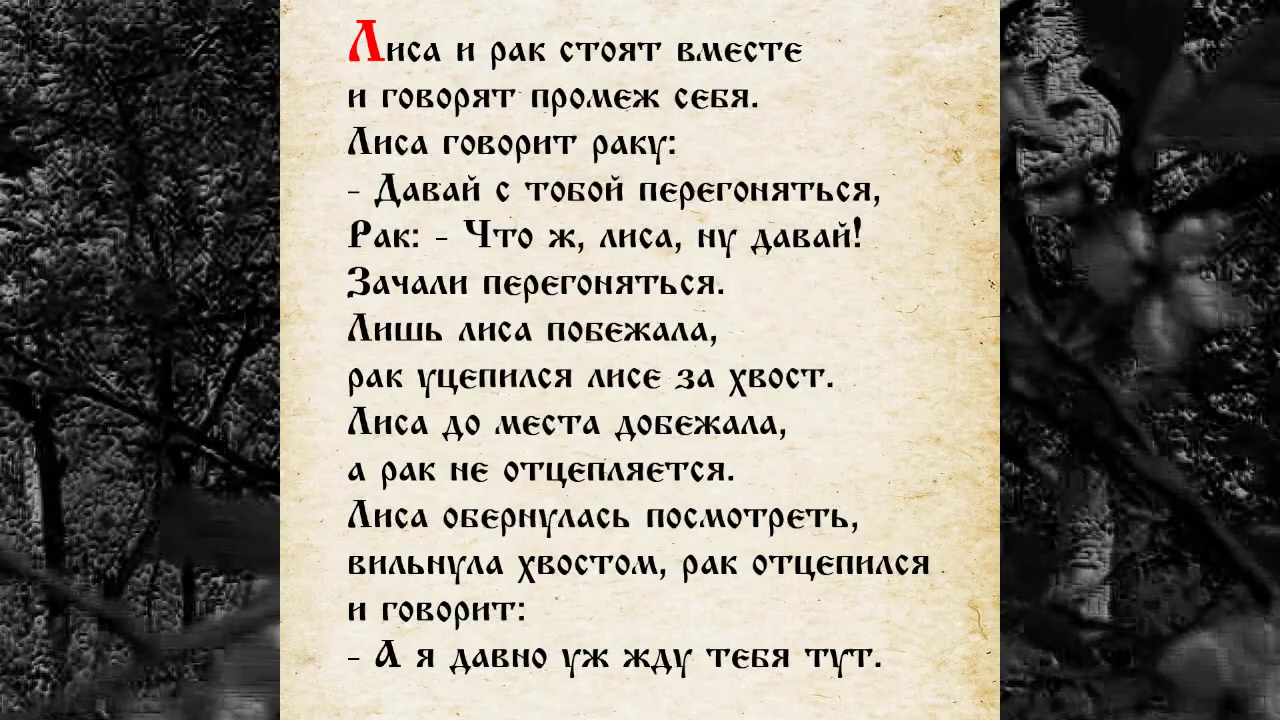 Лиса и рак стоят вместе
и говорят промеж себя.
Лиса говорит раку:
- Давай с тобой перегоняться,
Рак: - Что ж, лиса, ну давай!
Зачали перегоняться.
Лишь лиса побежала,
рак уцепился лисе за хвост.
Лиса до места добежала,
а рак не отцепляется.
Лиса обернулась посмотреть,
вильнула хвостом, рак отцепился
и говорит:
- А я давно уж жду тебя тут.